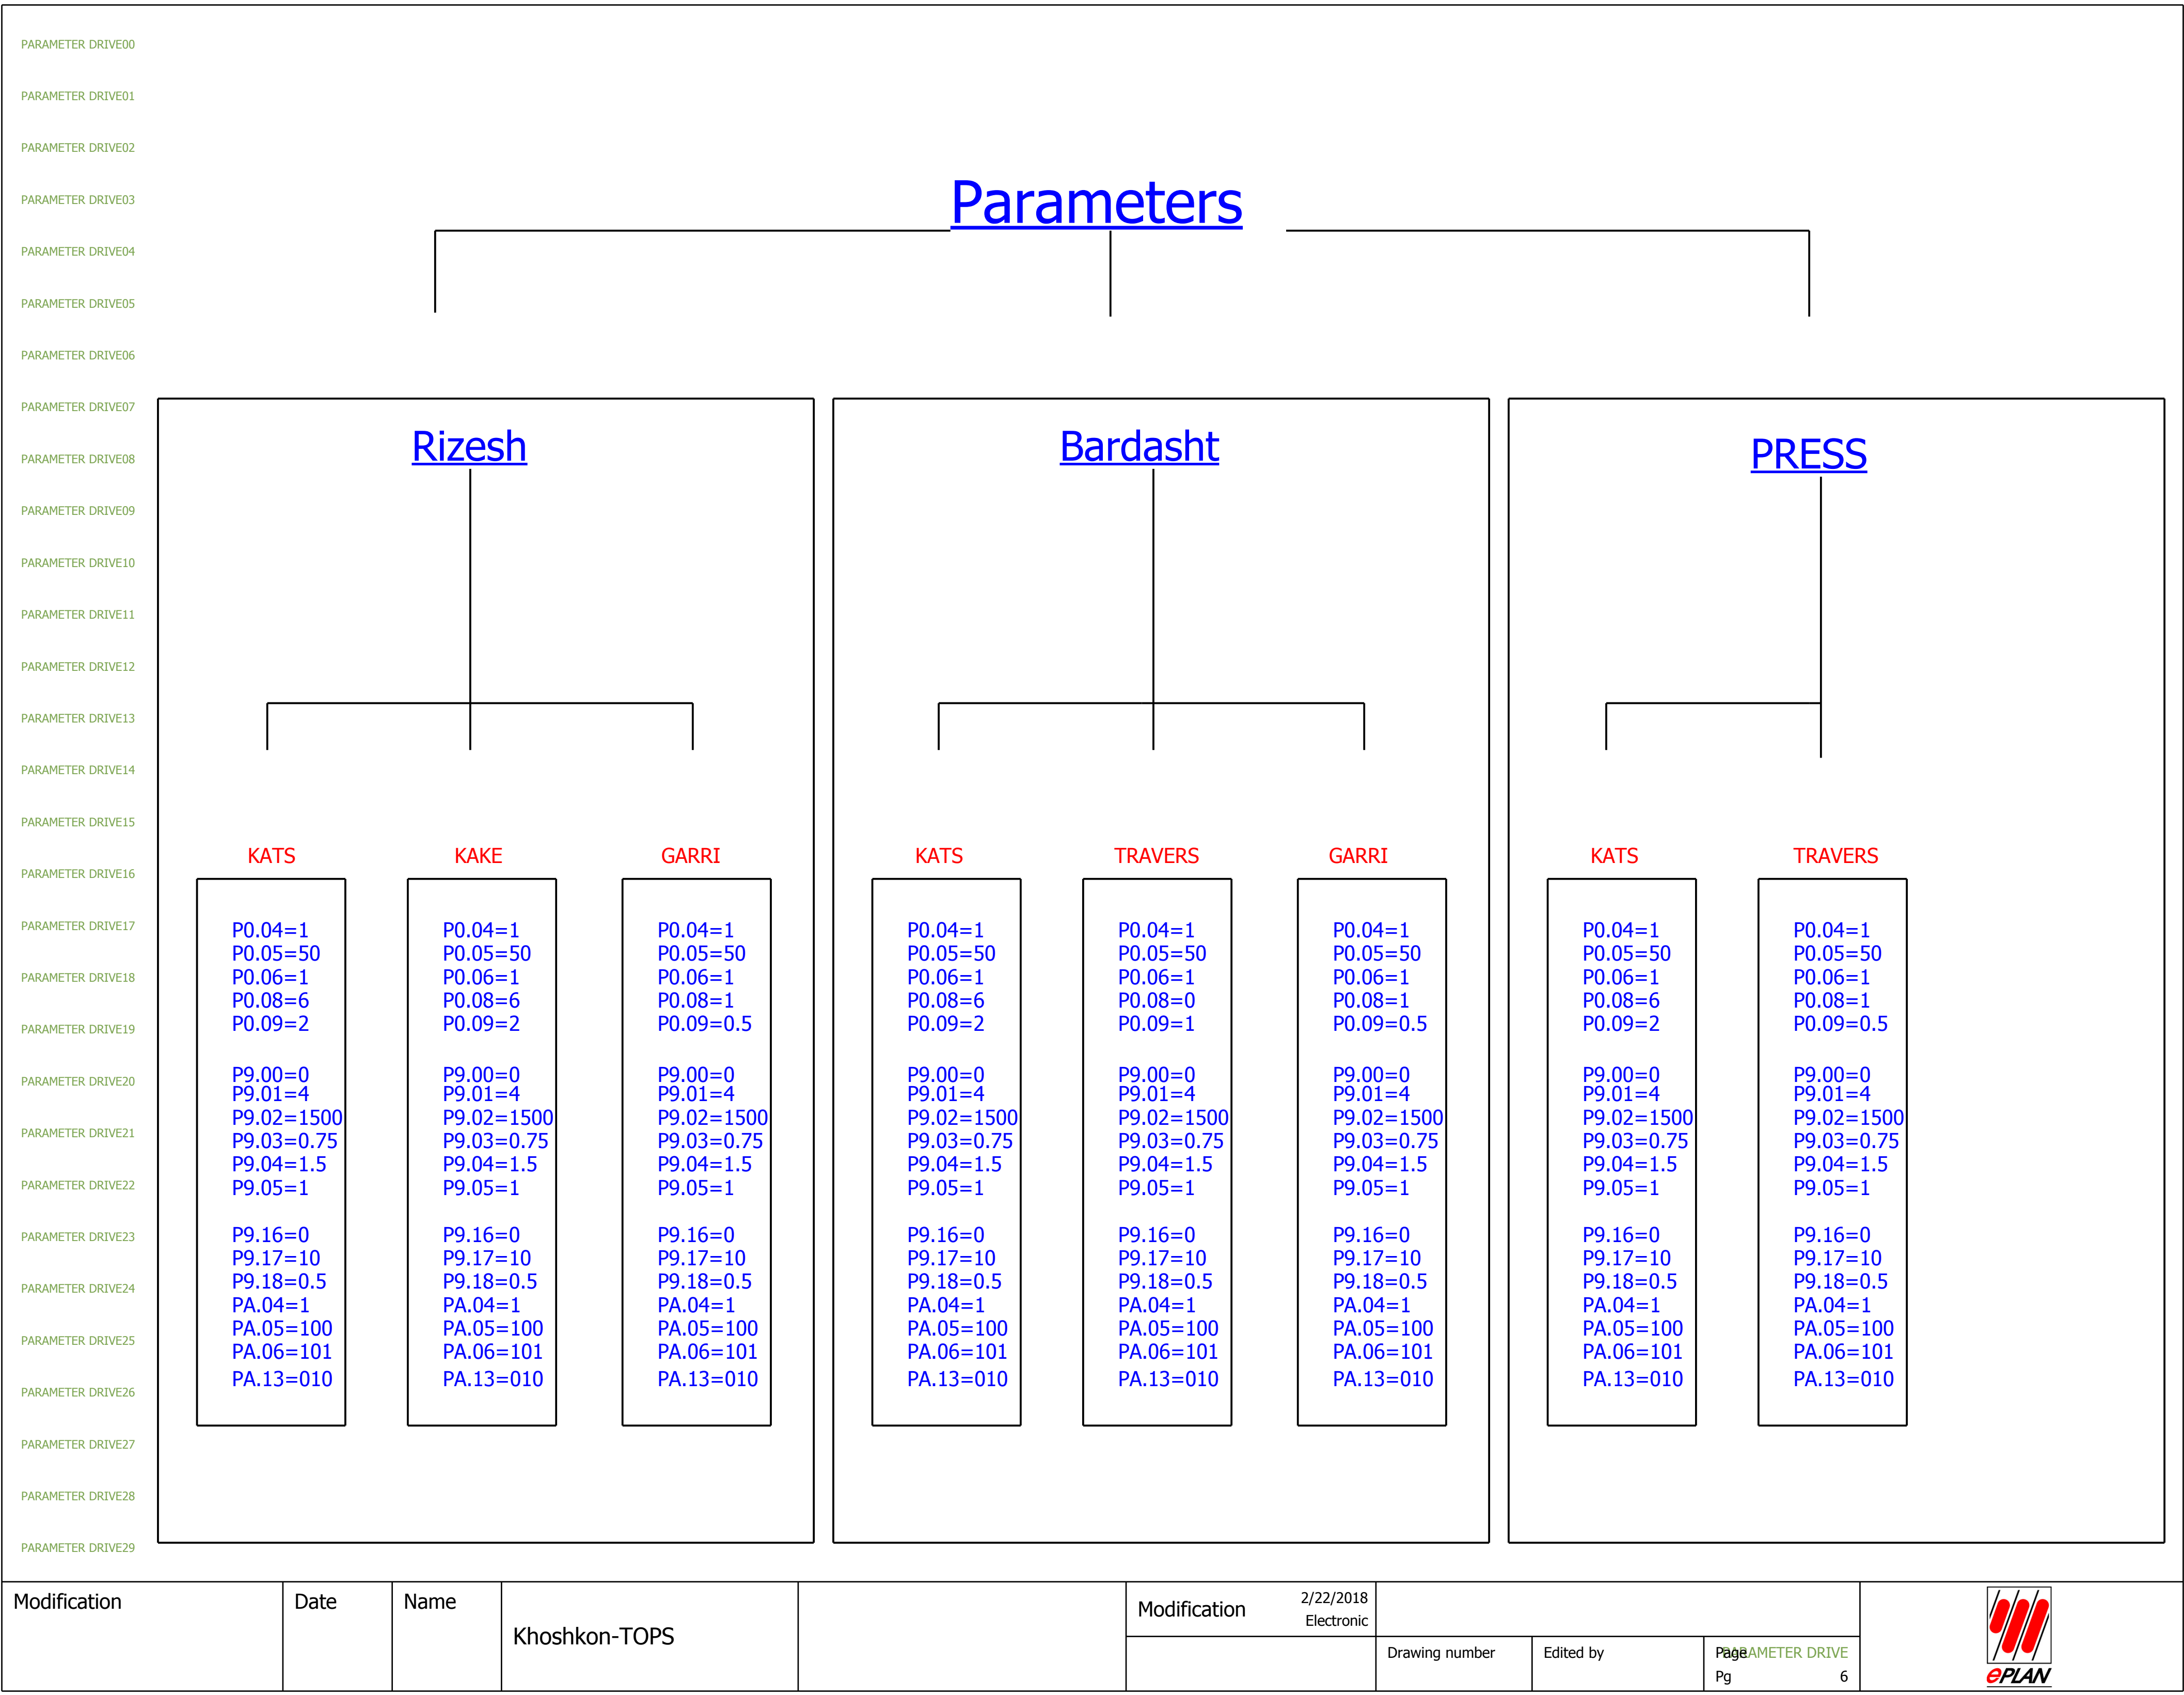 PARAMETER DRIVE00
PARAMETER DRIVE01
PARAMETER DRIVE02
PARAMETER DRIVE03
PARAMETER DRIVE04
PARAMETER DRIVE05
PARAMETER DRIVE06
PARAMETER DRIVE07
PARAMETER DRIVE08
PARAMETER DRIVE09
PARAMETER DRIVE10
PARAMETER DRIVE11
PARAMETER DRIVE12
PARAMETER DRIVE13
PARAMETER DRIVE14
PARAMETER DRIVE15
PARAMETER DRIVE16
PARAMETER DRIVE17
PARAMETER DRIVE18
PARAMETER DRIVE19
PARAMETER DRIVE20
PARAMETER DRIVE21
PARAMETER DRIVE22
PARAMETER DRIVE23
PARAMETER DRIVE24
PARAMETER DRIVE25
PARAMETER DRIVE26
PARAMETER DRIVE27
PARAMETER DRIVE28
PARAMETER DRIVE29
Parameters
Rizesh
KATS
P0.04=1
P0.05=50
P0.06=1
P0.08=6
P0.09=2
P9.00=0
P9.01=4
P9.02=1500
P9.03=0.75
P9.04=1.5
P9.05=1
P9.16=0
P9.17=10
P9.18=0.5
PA.04=1
PA.05=100
PA.06=101
PA.13=010
KAKE
P0.04=1
P0.05=50
P0.06=1
P0.08=6
P0.09=2
P9.00=0
P9.01=4
P9.02=1500
P9.03=0.75
P9.04=1.5
P9.05=1
P9.16=0
P9.17=10
P9.18=0.5
PA.04=1
PA.05=100
PA.06=101
PA.13=010
GARRI
P0.04=1
P0.05=50
P0.06=1
P0.08=1
P0.09=0.5
P9.00=0
P9.01=4
P9.02=1500
P9.03=0.75
P9.04=1.5
P9.05=1
P9.16=0
P9.17=10
P9.18=0.5
PA.04=1
PA.05=100
PA.06=101
PA.13=010
Bardasht
KATS
P0.04=1
P0.05=50
P0.06=1
P0.08=6
P0.09=2
P9.00=0
P9.01=4
P9.02=1500
P9.03=0.75
P9.04=1.5
P9.05=1
P9.16=0
P9.17=10
P9.18=0.5
PA.04=1
PA.05=100
PA.06=101
PA.13=010
TRAVERS
P0.04=1
P0.05=50
P0.06=1
P0.08=0
P0.09=1
P9.00=0
P9.01=4
P9.02=1500
P9.03=0.75
P9.04=1.5
P9.05=1
P9.16=0
P9.17=10
P9.18=0.5
PA.04=1
PA.05=100
PA.06=101
PA.13=010
GARRI
P0.04=1
P0.05=50
P0.06=1
P0.08=1
P0.09=0.5
P9.00=0
P9.01=4
P9.02=1500
P9.03=0.75
P9.04=1.5
P9.05=1
P9.16=0
P9.17=10
P9.18=0.5
PA.04=1
PA.05=100
PA.06=101
PA.13=010
PRESS
KATS
P0.04=1
P0.05=50
P0.06=1
P0.08=6
P0.09=2
P9.00=0
P9.01=4
P9.02=1500
P9.03=0.75
P9.04=1.5
P9.05=1
P9.16=0
P9.17=10
P9.18=0.5
PA.04=1
PA.05=100
PA.06=101
PA.13=010
TRAVERS
P0.04=1
P0.05=50
P0.06=1
P0.08=1
P0.09=0.5
P9.00=0
P9.01=4
P9.02=1500
P9.03=0.75
P9.04=1.5
P9.05=1
P9.16=0
P9.17=10
P9.18=0.5
PA.04=1
PA.05=100
PA.06=101
PA.13=010
Modification
Date
Name
Khoshkon-TOPS
Modification
2/22/2018
Electronic
Drawing number
Edited by
Page
PARAMETER DRIVE
Pg
6
ePLAN